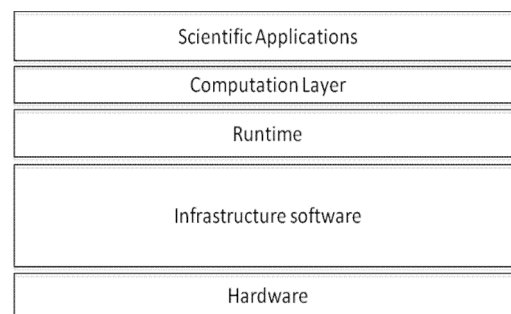 Scientific Applications
Computation Layer
Runtime
Infrastructure software
Hardware